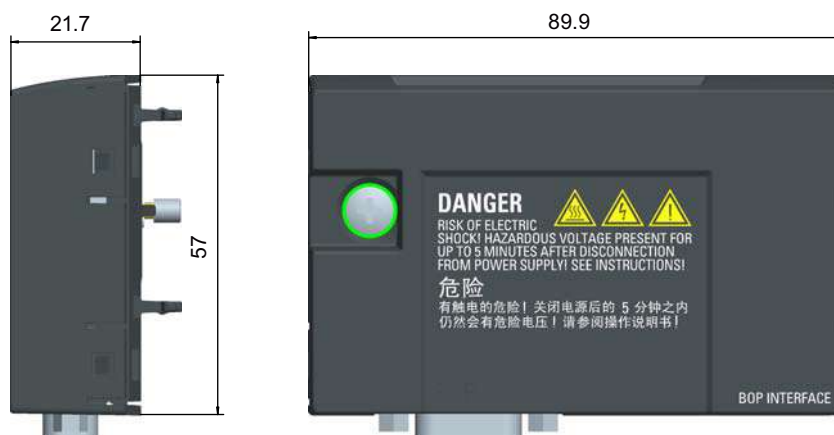 21.7
89.9
57
DANGER
RISK OF ELECTRIC
SHOCK! HAZARDOUS VOLTAGE PRESENT FOR
UP TO 5 MINUTES AFTER DISCONNECTION
FROM POWER SUPPLY! SEE INSTRUCTIONS!
危险
有触电的危险！关闭电源后的 5 分钟之内
仍然会有危险电压！请参阅操作说明书！
BOP INTERFACE